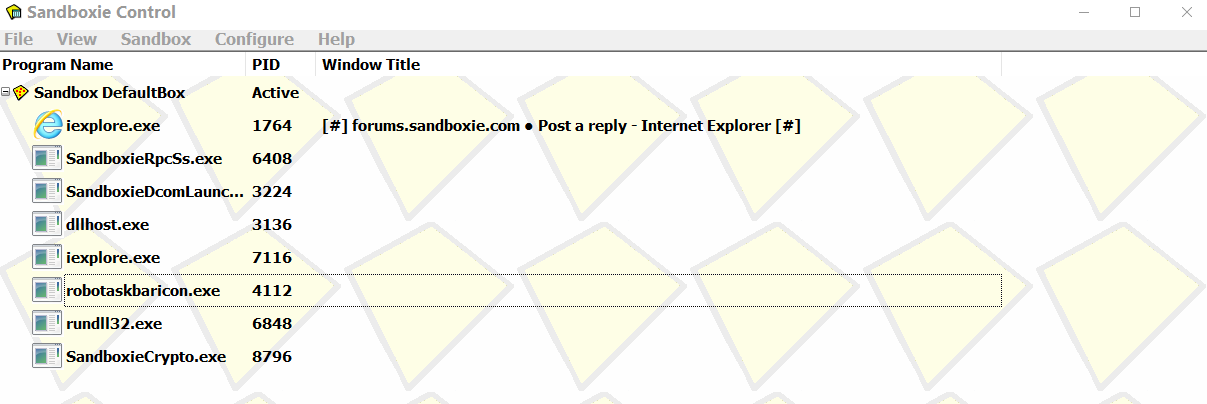 Sandboxie Control
File View Sandbox Configure Help
Program Name PID Window Title
Sandbox DefaultBox Active
iexplore.exe 1764 [#] forums.sandboxie.com • Post a reply - Internet Explorer [#]
SandboxieRpcSs.exe 6408
SandboxieDcomLaunc... 3224
dllhost.exe 3136
iexplore.exe 7116
robotaskbaricon.exe 4112
rundll32.exe 6848
SandboxieCrypto.exe 8796